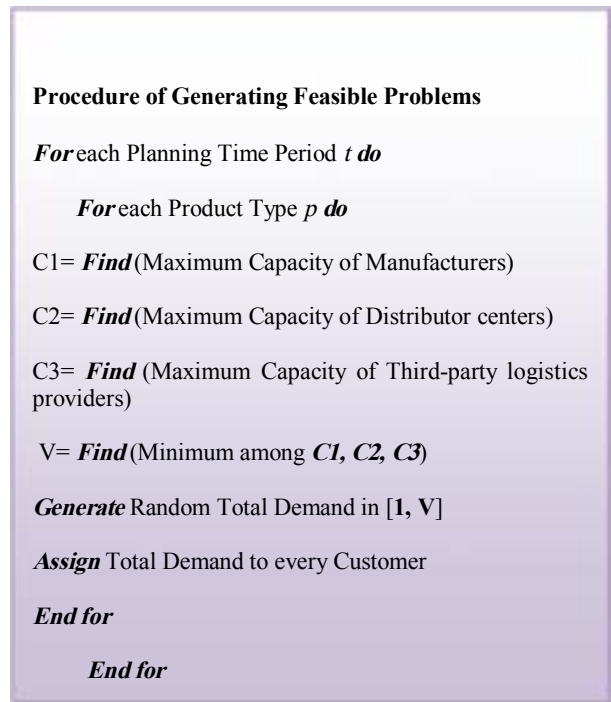 Procedure of Generating Feasible Problems
For each Planning Time Period t do
For each Product Type p do
C1= Find (Maximum Capacity of Manufacturers)
C2= Find (Maximum Capacity of Distributor centers)
C3= Find (Maximum Capacity of Third-party logistics
providers)
V= Find (Minimum among C1, C2, C3)
Generate Random Total Demand in [1, V]
Assign Total Demand to every Customer
End for
End for